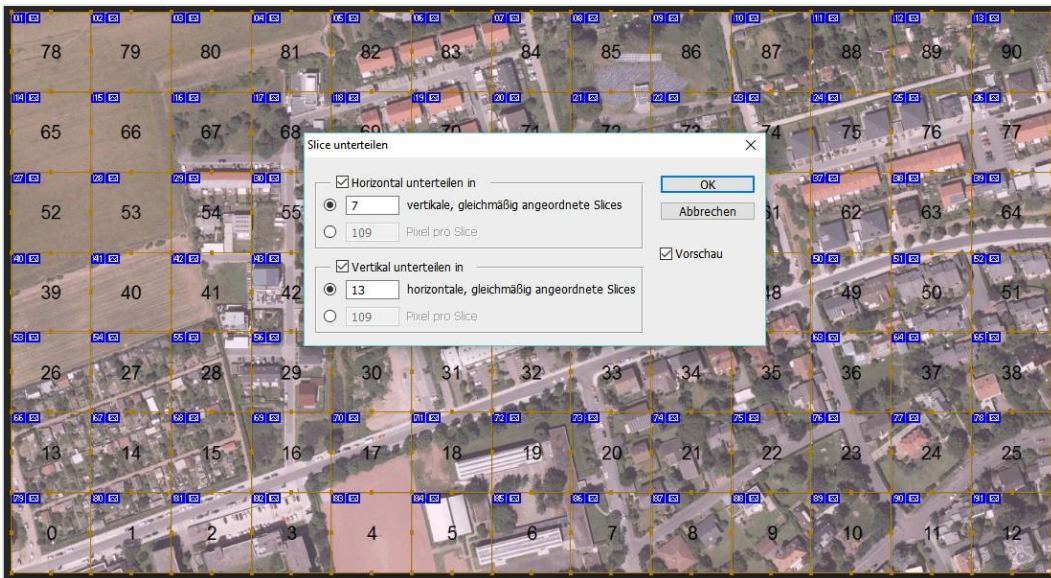 01 02 03 04 05 06 07 08 09 10 11 12 13
78 79 80 81 82 83 84 85 86 87 88 89 90
14 15 16 17 18 19 20 21 22 23 24 25 26
65 66 67 68 69 70 71 72 73 74 75 76 77
Slice unterteilen
Horizontal unterteilen in
7 vertikale, gleichmäßig angeordnete Slices
109 Pixel pro Slice
Vertikal unterteilen in
13 horizontale, gleichmäßig angeordnete Slices
109 Pixel pro Slice
OK
Abbrechen
Vorschau
27 28 29 30 37 38 39
52 53 54 55 61 62 63 64
40 41 42 43 50 51 52
39 40 41 42 48 49 50 51
53 54 55 56 63 64 65
26 27 28 29 30 31 32 33 34 35 36 37 38
66 67 68 69 70 71 72 73 74 75 76 77 78
13 14 15 16 17 18 19 20 21 22 23 24 25
79 80 81 82 83 84 85 86 87 88 89 90 91
0 1 2 3 4 5 6 7 8 9 10 11 12